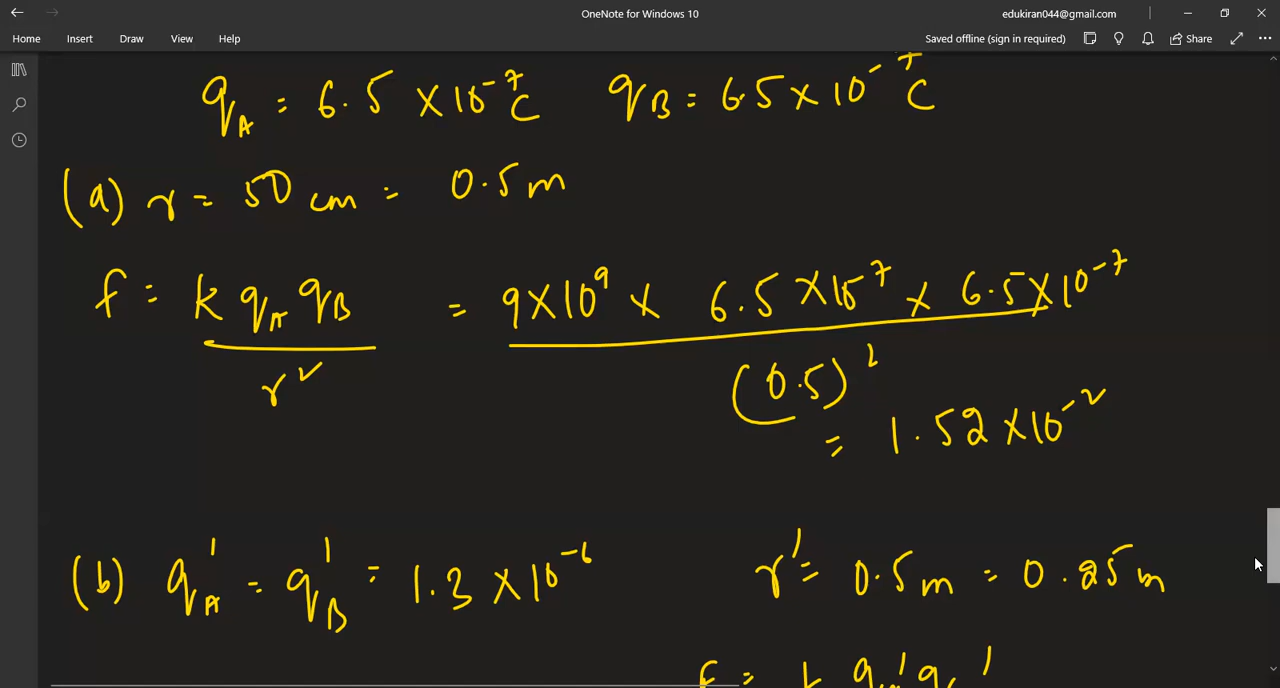 OneNote for Windows 10
edukiran044@gmail.com
Home Insert Draw View Help
Saved offline (sign in required) Share
qA = 6.5 × 10⁻⁷ C qB = 6.5 × 10⁻⁷ C
(a) r = 50 cm = 0.5 m
f = k qA qB / r² = 9×10⁹ × 6.5 ×10⁻⁷ × 6.5×10⁻⁷ / (0.5)²
= 1.52 ×10⁻²
(b) qA' = qB' = 1.3 × 10⁻⁶ r' = 0.5 m = 0.25 m